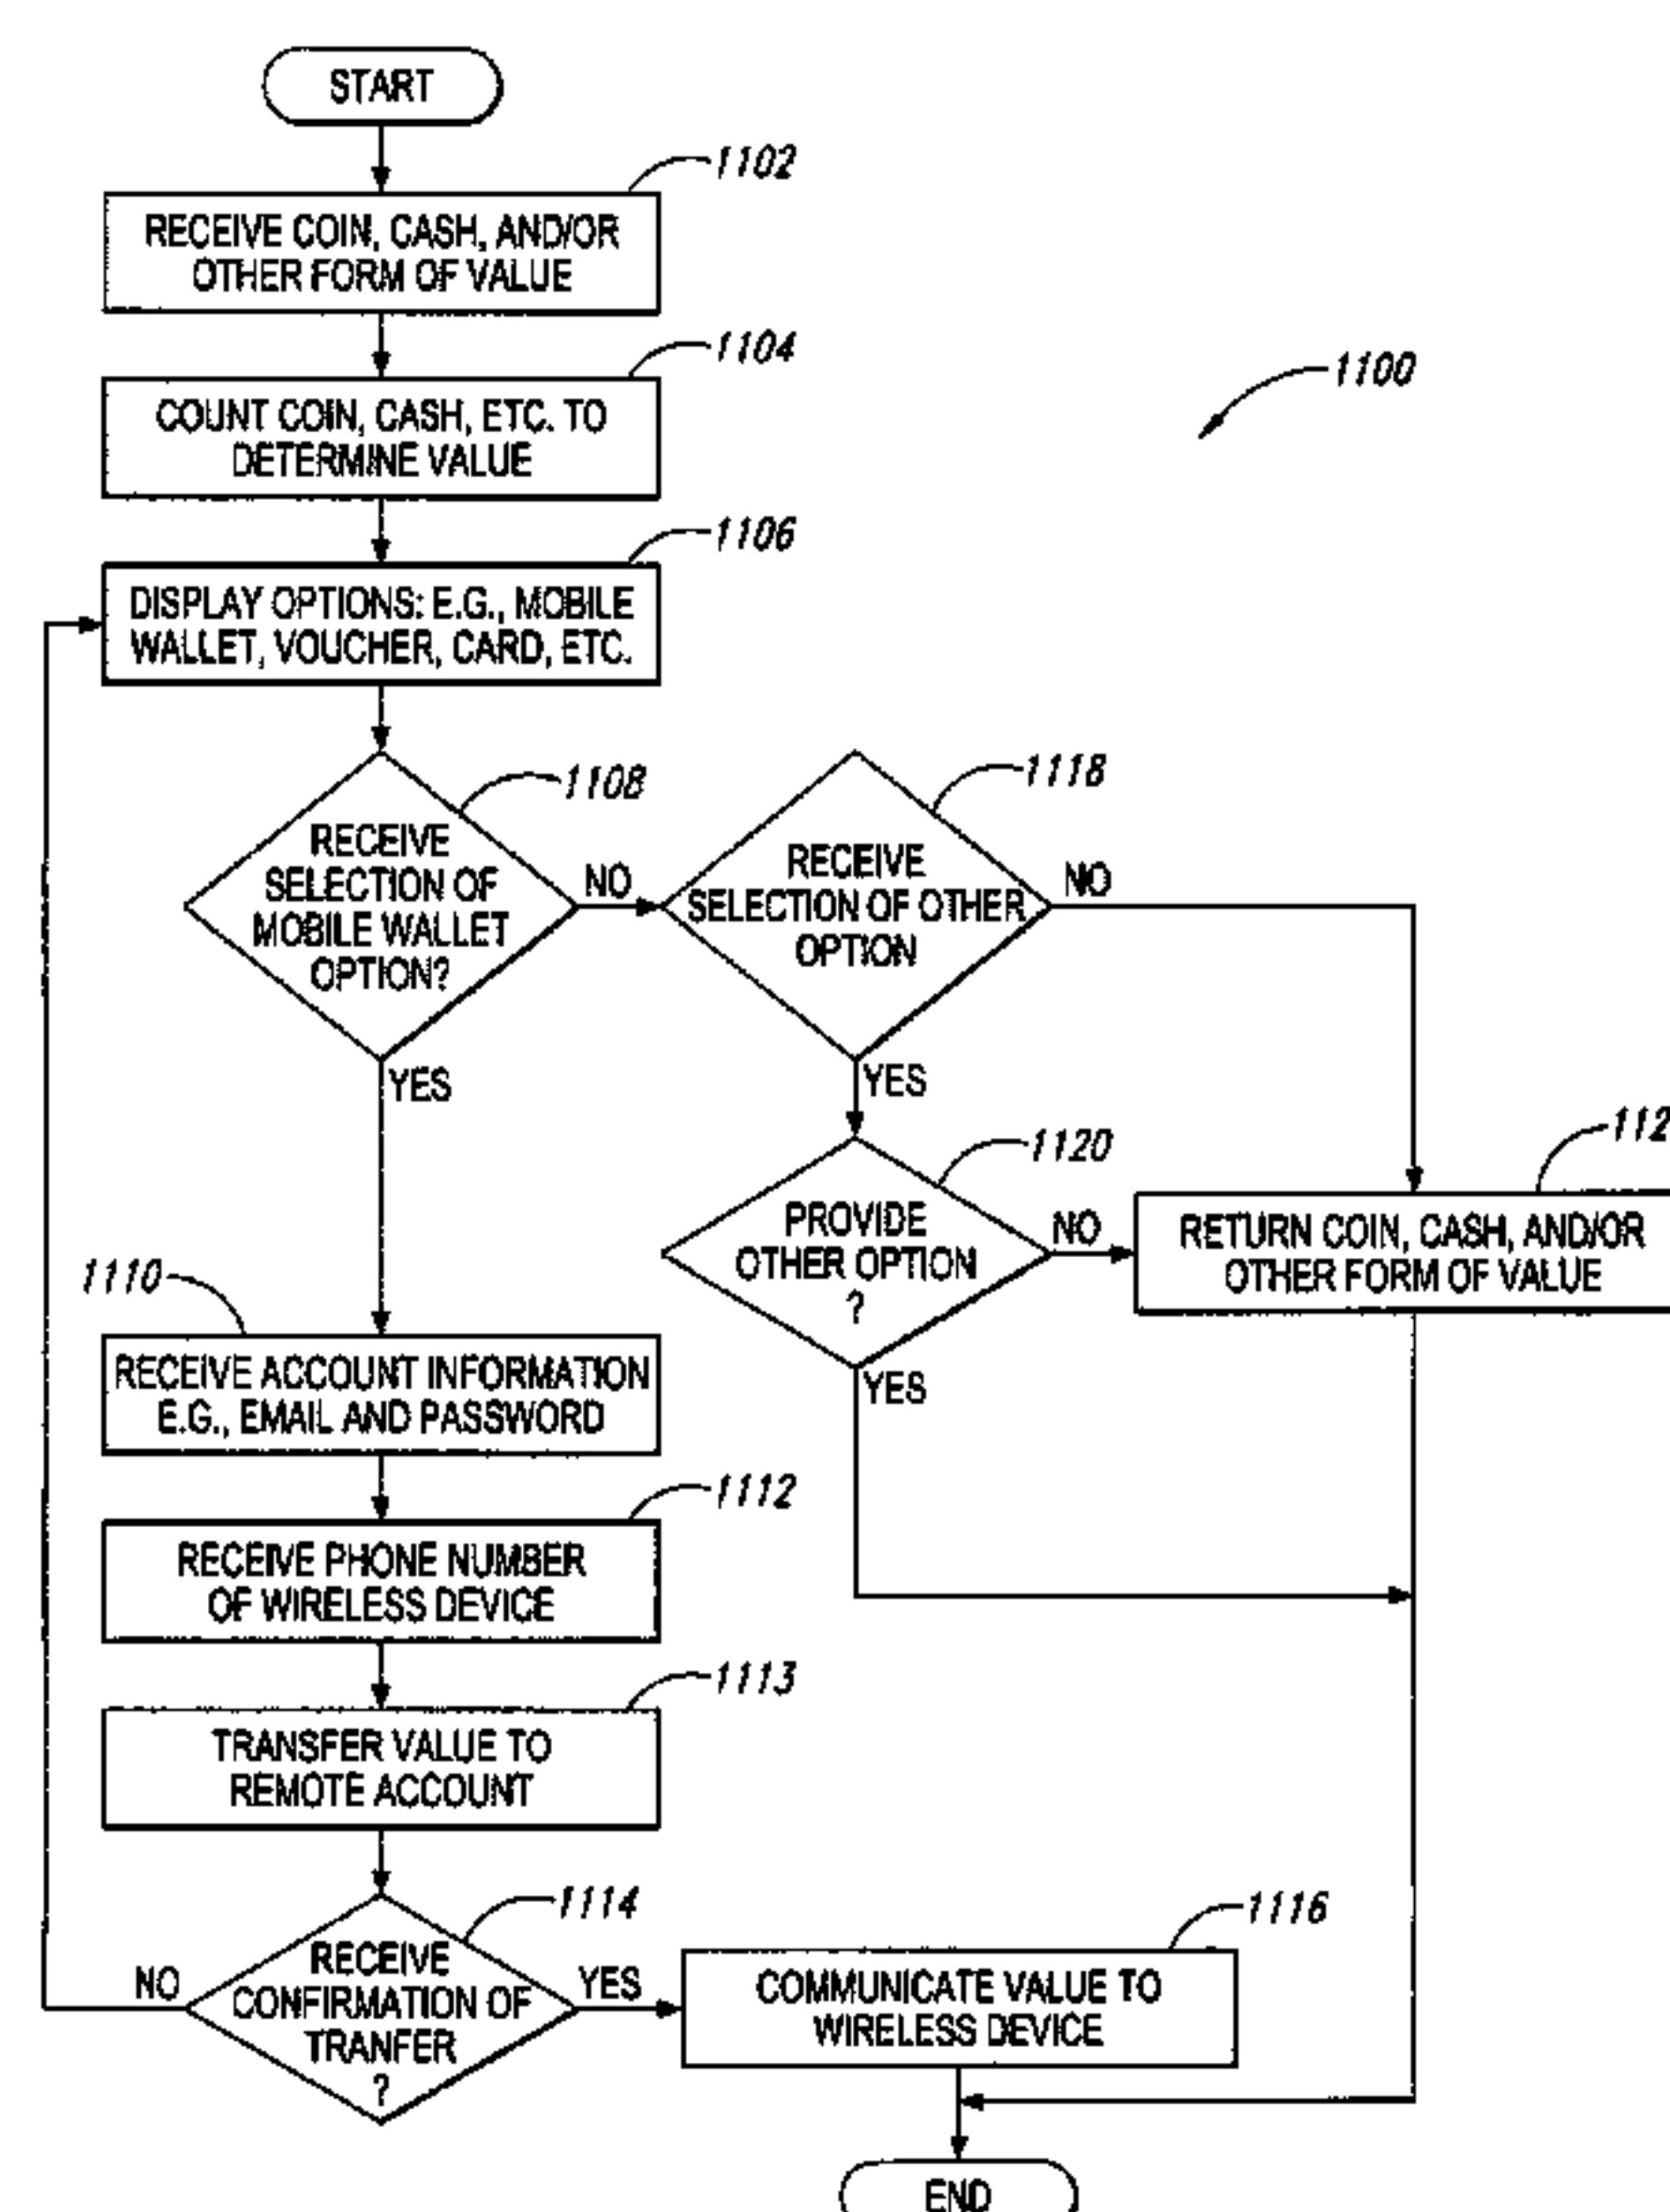 START
1102
RECEIVE COIN, CASH, AND/OR
OTHER FORM OF VALUE
1104
COUNT COIN, CASH, ETC. TO
DETERMINE VALUE
1100
1106
DISPLAY OPTIONS: E.G., MOBILE
WALLET, VOUCHER, CARD, ETC.
1108
RECEIVE
SELECTION OF
MOBILE WALLET
OPTION?
NO
YES
1118
RECEIVE
SELECTION OF OTHER
OPTION
NO
YES
1120
PROVIDE
OTHER OPTION
?
NO
YES
112
RETURN COIN, CASH, AND/OR
OTHER FORM OF VALUE
1110
RECEIVE ACCOUNT INFORMATION
E.G., EMAIL AND PASSWORD
1112
RECEIVE PHONE NUMBER
OF WIRELESS DEVICE
1113
TRANSFER VALUE TO
REMOTE ACCOUNT
1114
RECEIVE
CONFIRMATION OF
TRANFER
?
NO
YES
1116
COMMUNICATE VALUE TO
WIRELESS DEVICE
END